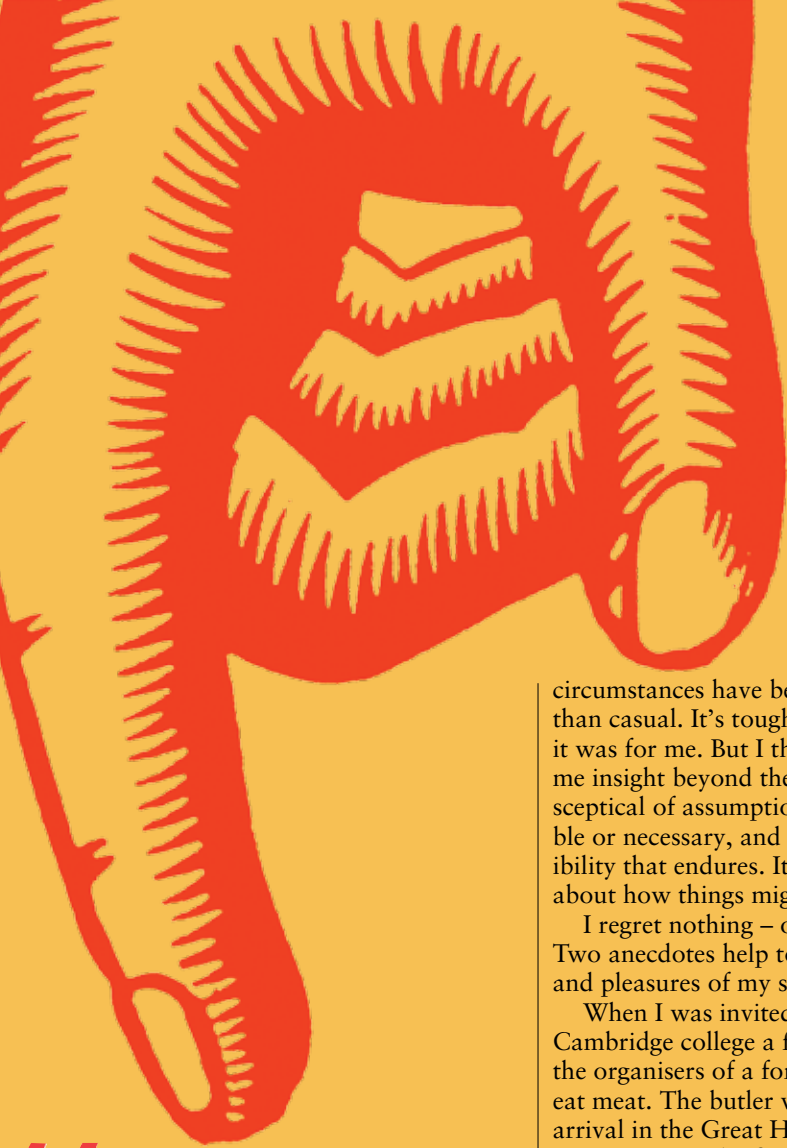 circumstances have be
than casual. It’s tough
it was for me. But I th
me insight beyond the
sceptical of assumptio
ble or necessary, and
ibility that endures. It
about how things mig
I regret nothing – o
Two anecdotes help to
and pleasures of my s
When I was invited
Cambridge college a f
the organisers of a for
eat meat. The butler w
arrival in the Great H